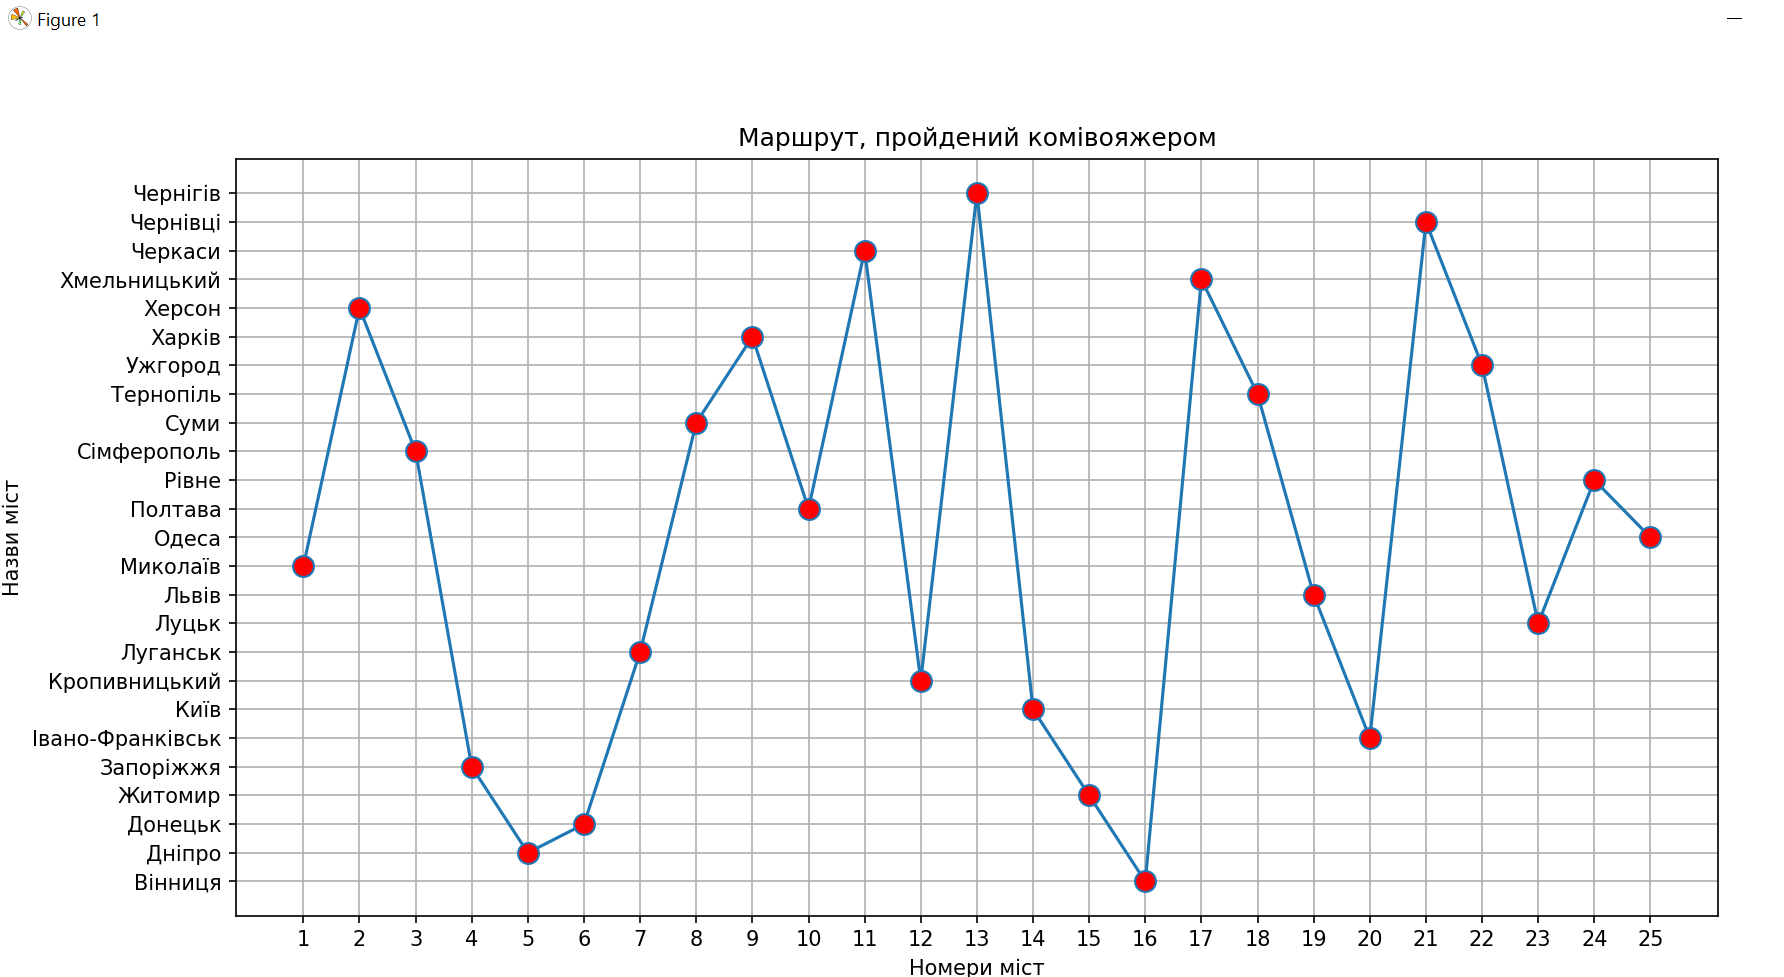 Figure 1
Маршрут, пройдений комівояжером
Чернігів
Чернівці
Черкаси
Хмельницький
Херсон
Харків
Ужгород
Тернопіль
Суми
Сімферополь
Рівне
Полтава
Одеса
Миколаїв
Львів
Луцьк
Луганськ
Кропивницький
Київ
Івано-Франківськ
Запоріжжя
Житомир
Донецьк
Дніпро
Вінниця
Назви міст
1 2 3 4 5 6 7 8 9 10 11 12 13 14 15 16 17 18 19 20 21 22 23 24 25
Номери міст